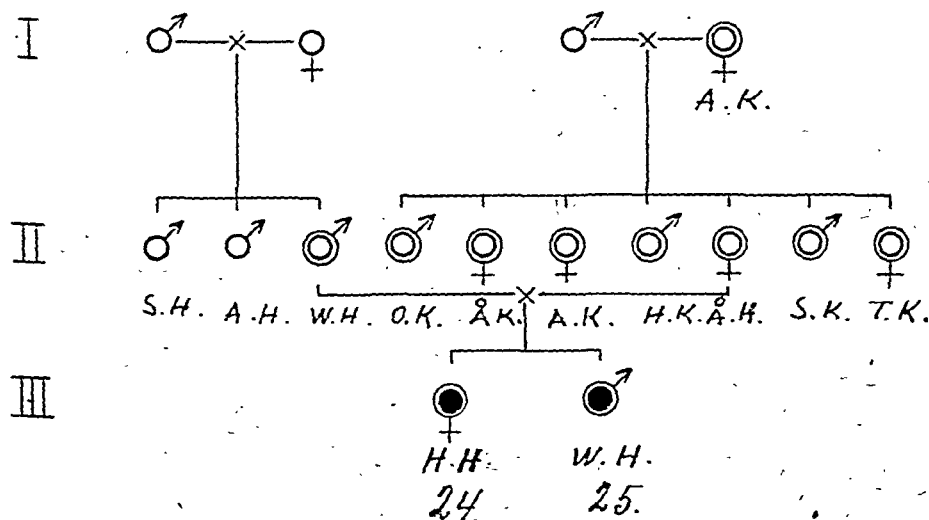 I
A.K.
II
S.H. A.H. W.H. O.K. Å.K. A.K. H.K. Å.H. S.K. T.K.
III
H.H. W.H.
24 25.